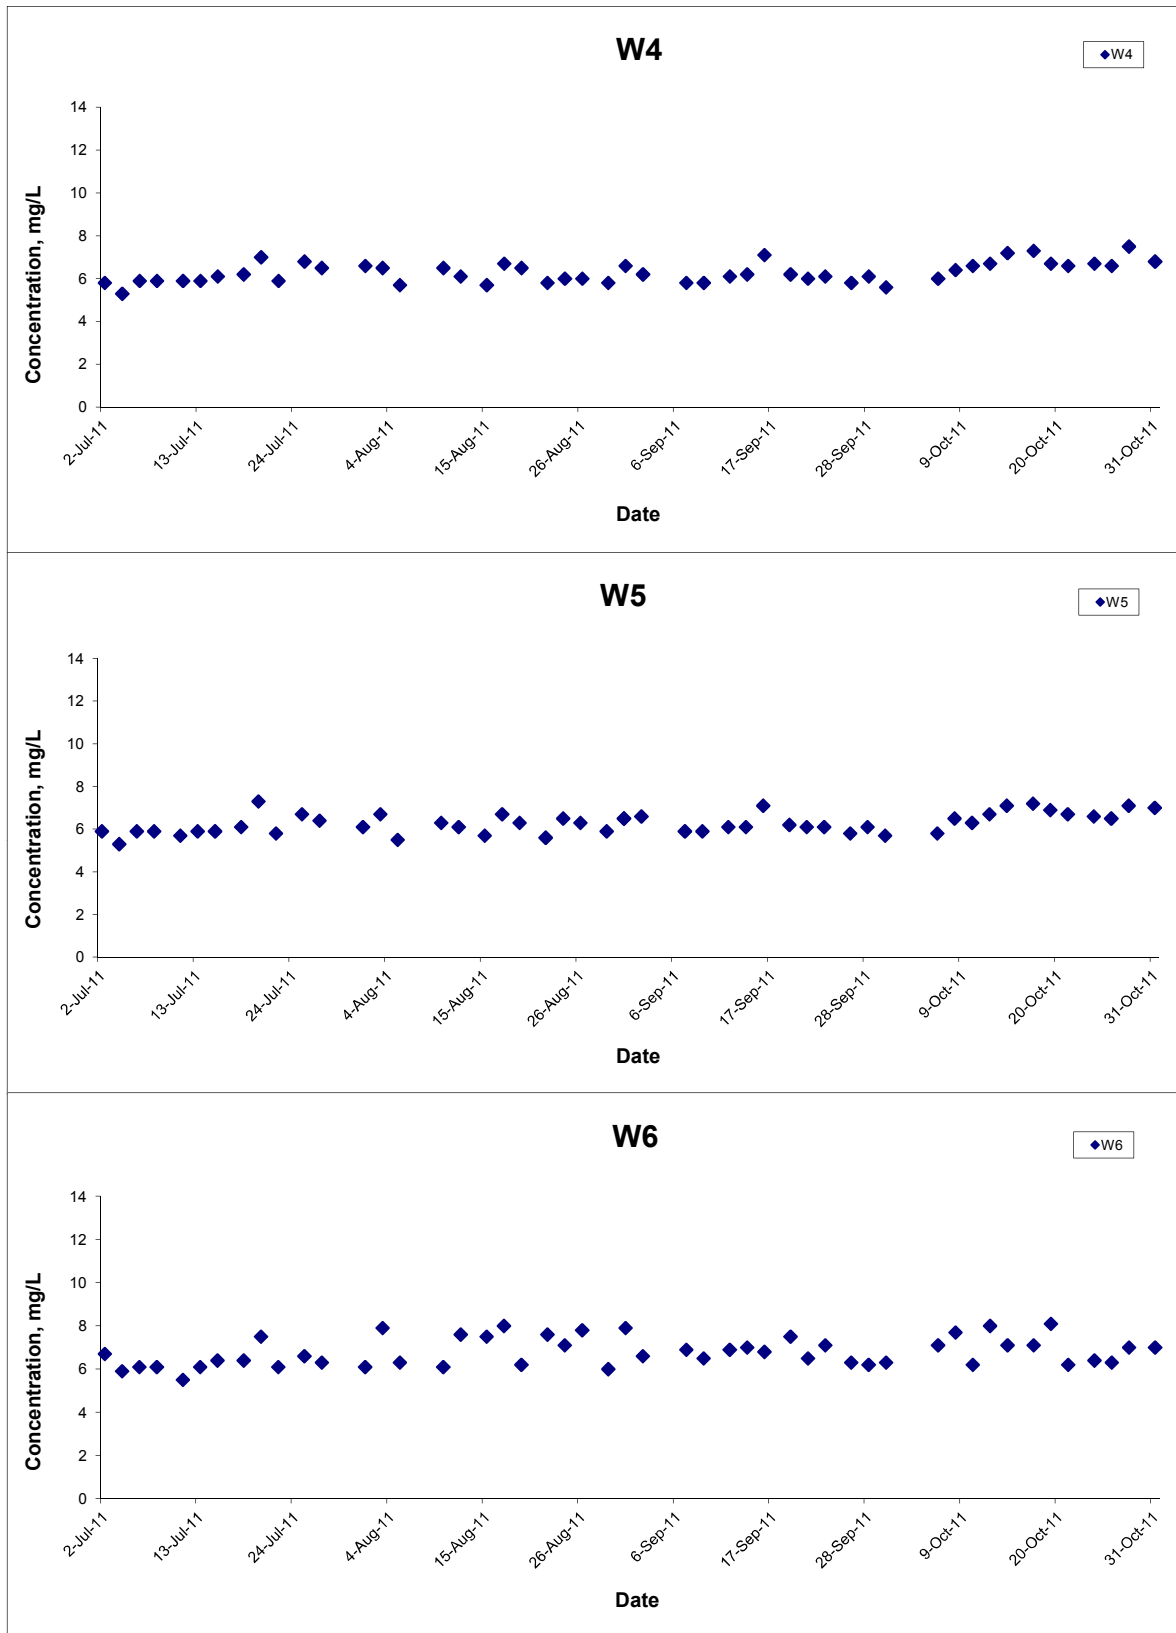 W4
W4
14
12
10
8
6
4
2
0
Concentration, mg/L
2-Jul-11
13-Jul-11
24-Jul-11
4-Aug-11
15-Aug-11
26-Aug-11
6-Sep-11
17-Sep-11
28-Sep-11
9-Oct-11
20-Oct-11
31-Oct-11
Date
W5
W5
14
12
10
8
6
4
2
0
Concentration, mg/L
2-Jul-11
13-Jul-11
24-Jul-11
4-Aug-11
15-Aug-11
26-Aug-11
6-Sep-11
17-Sep-11
28-Sep-11
9-Oct-11
20-Oct-11
31-Oct-11
Date
W6
W6
14
12
10
8
6
4
2
0
Concentration, mg/L
2-Jul-11
13-Jul-11
24-Jul-11
4-Aug-11
15-Aug-11
26-Aug-11
6-Sep-11
17-Sep-11
28-Sep-11
9-Oct-11
20-Oct-11
31-Oct-11
Date